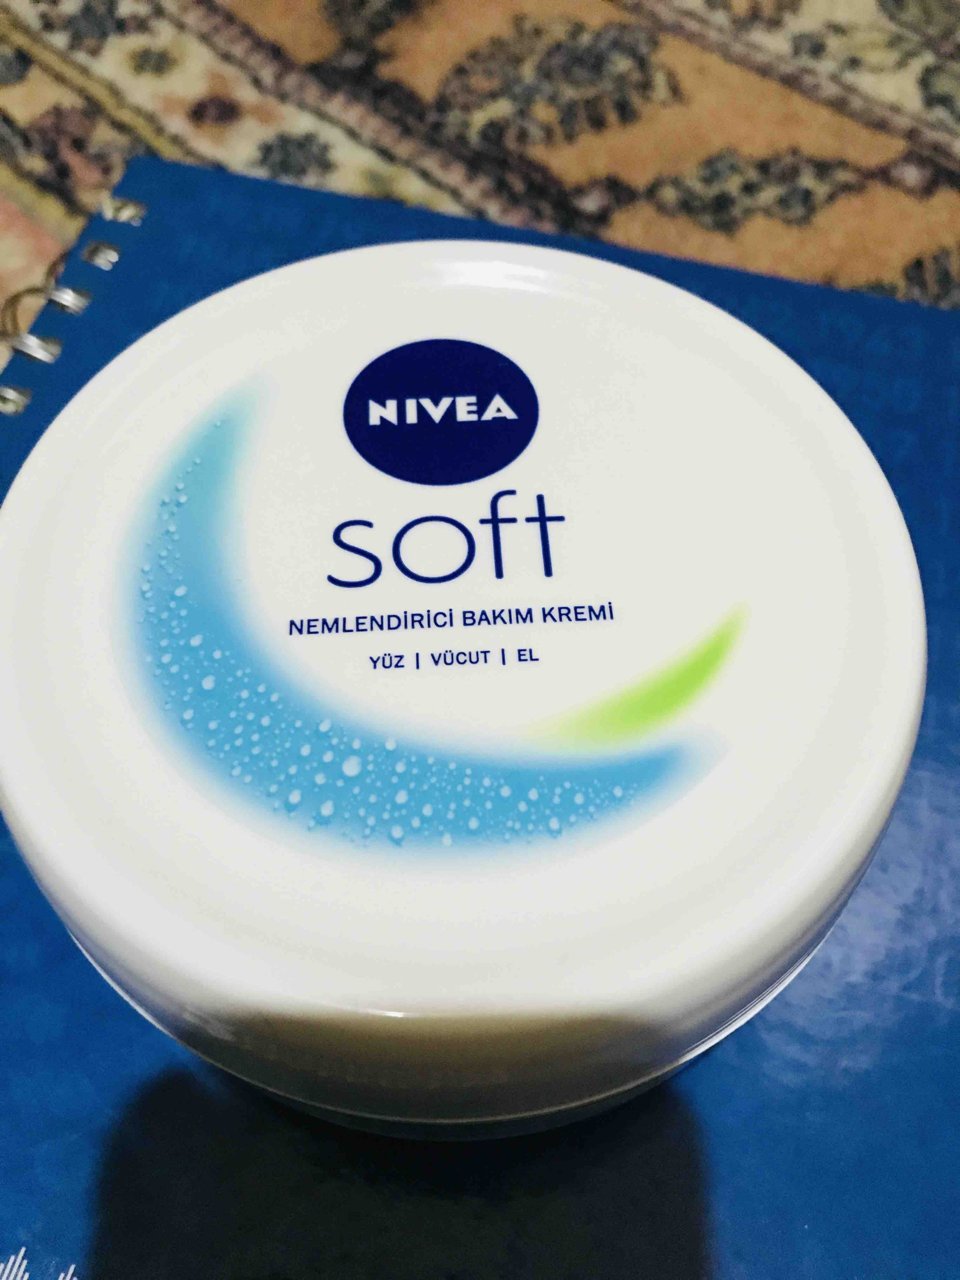 NIVEA
soft
NEMLENDİRİCİ BAKIM KREMİ
YÜZ | VÜCUT | EL